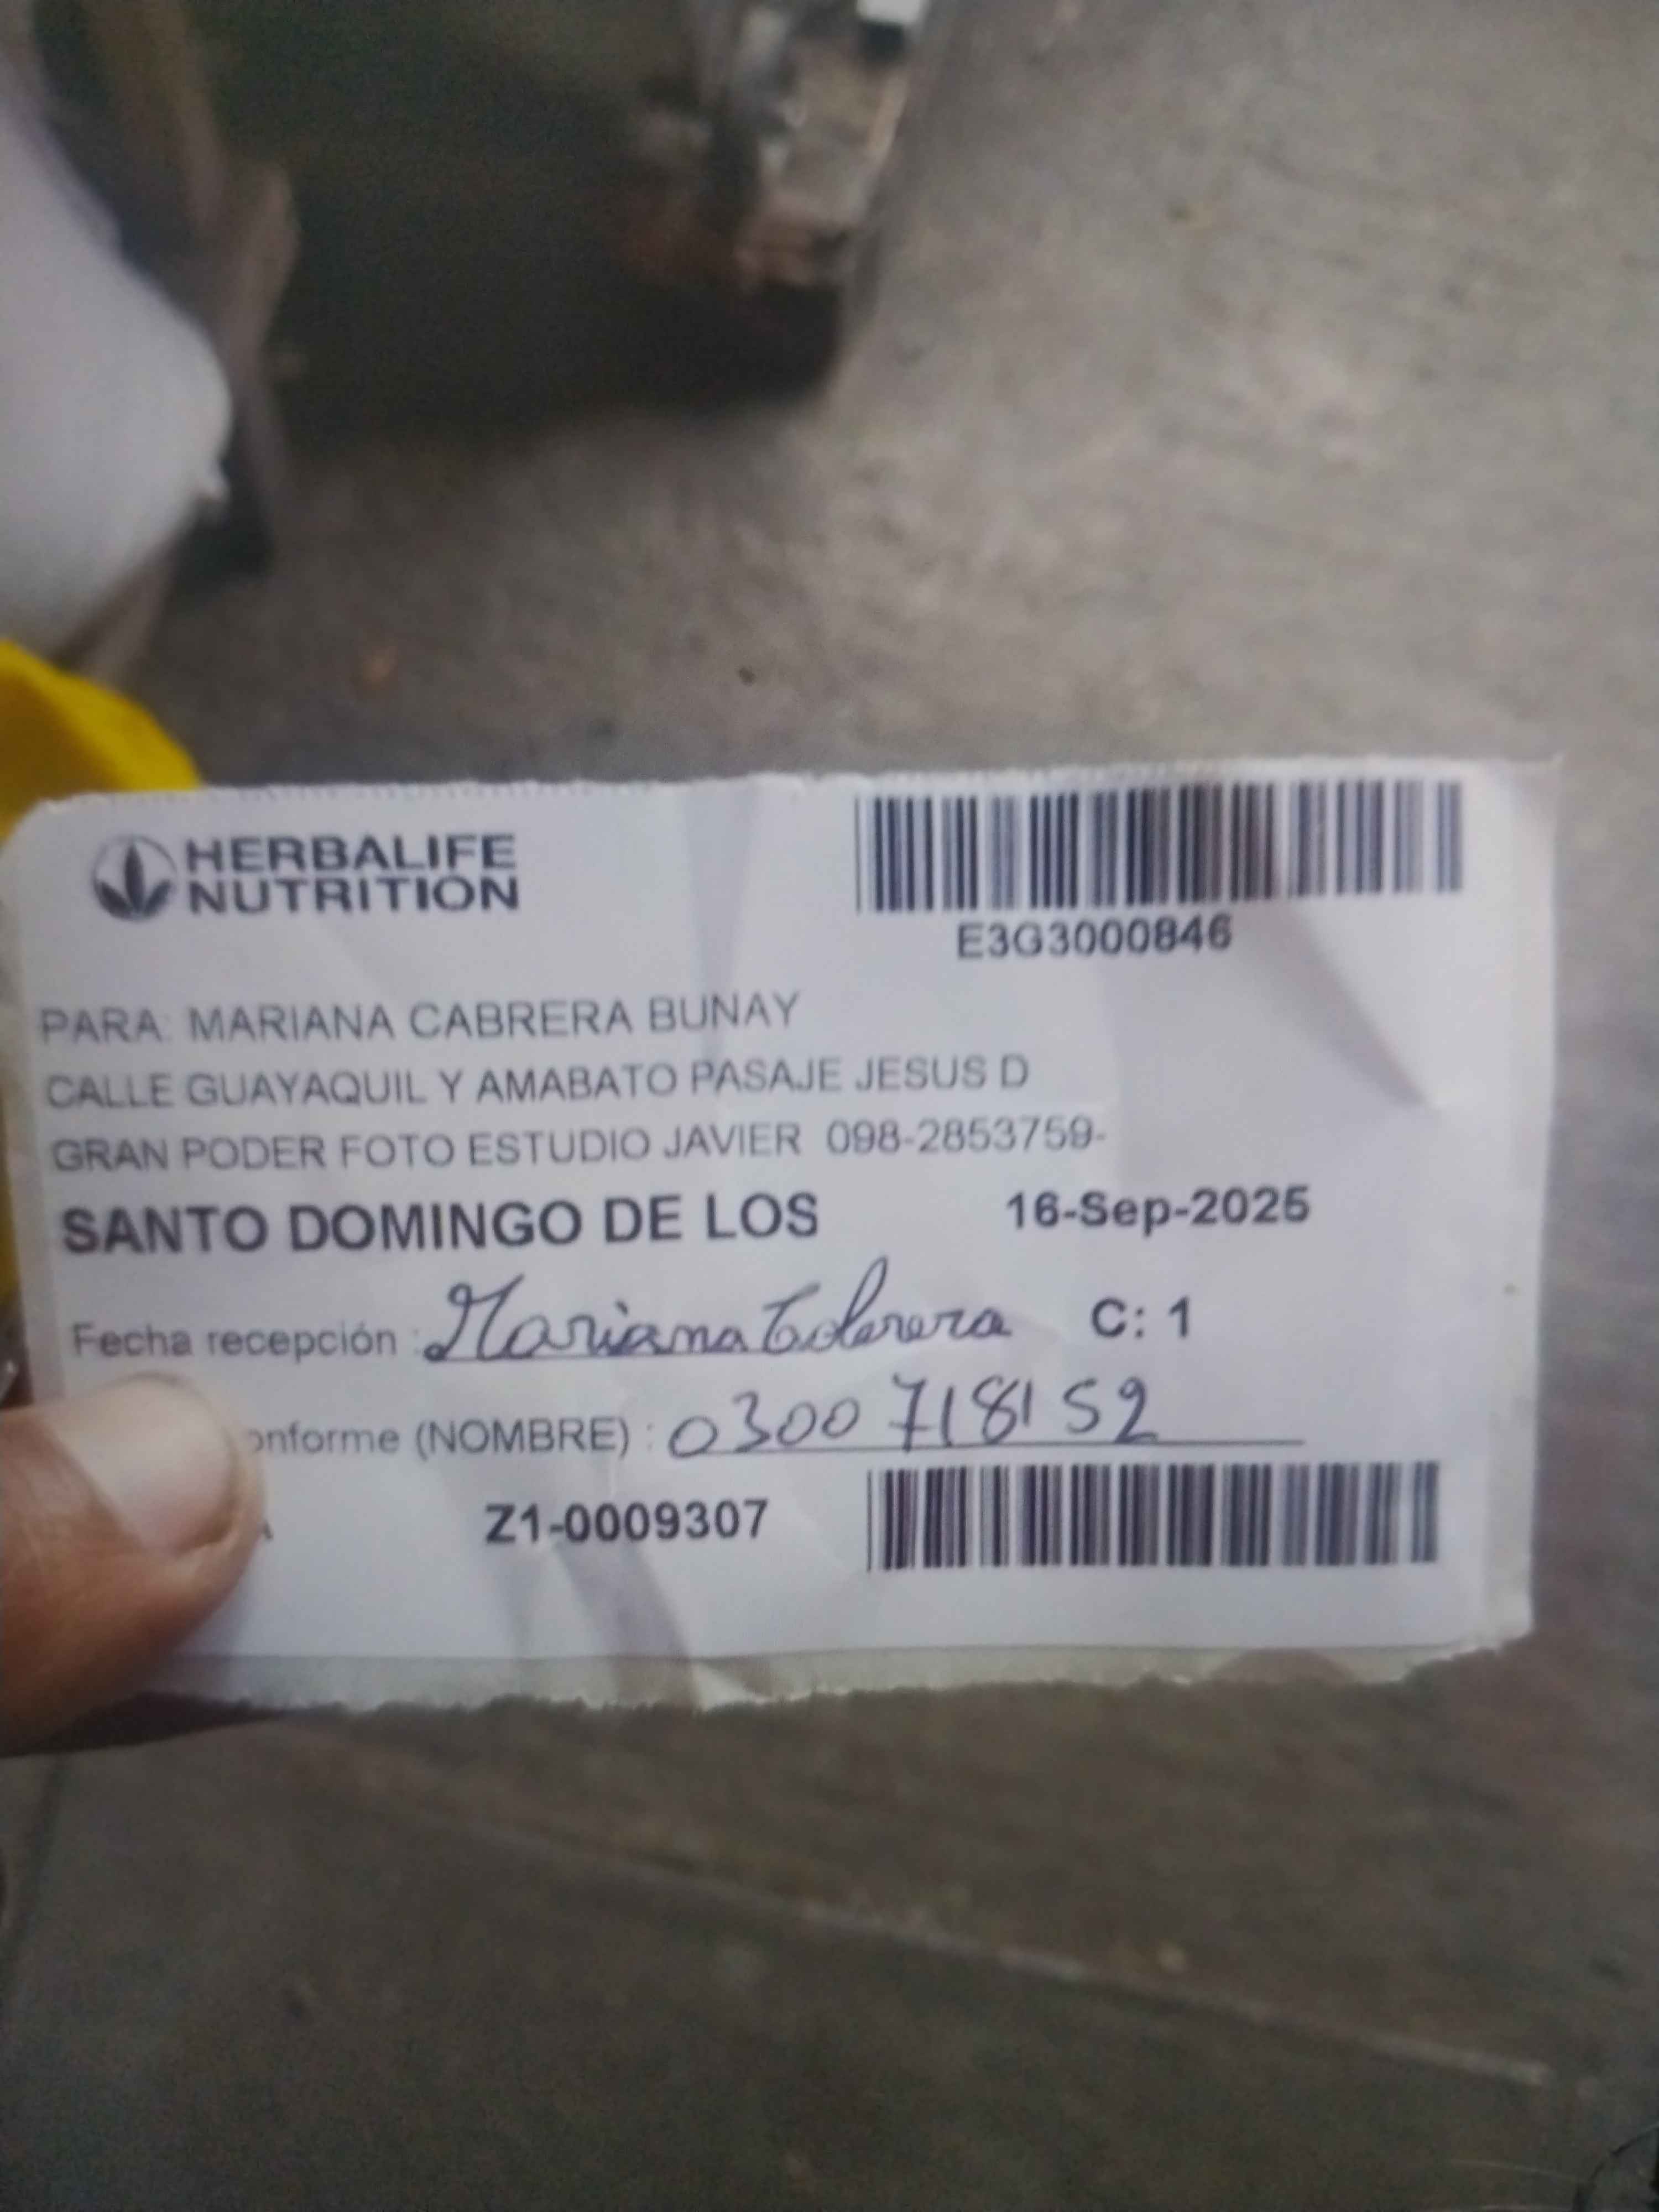 HERBALIFE
NUTRITION
E3G3000846
PARA: MARIANA CABRERA BUNAY
CALLE GUAYAQUIL Y AMABATO PASAJE JESUS D
GRAN PODER FOTO ESTUDIO JAVIER 098-2853759-
SANTO DOMINGO DE LOS 16-Sep-2025
Fecha recepción : Mariana Cabrera C: 1
onforme (NOMBRE) : 0300718152
Z1-0009307